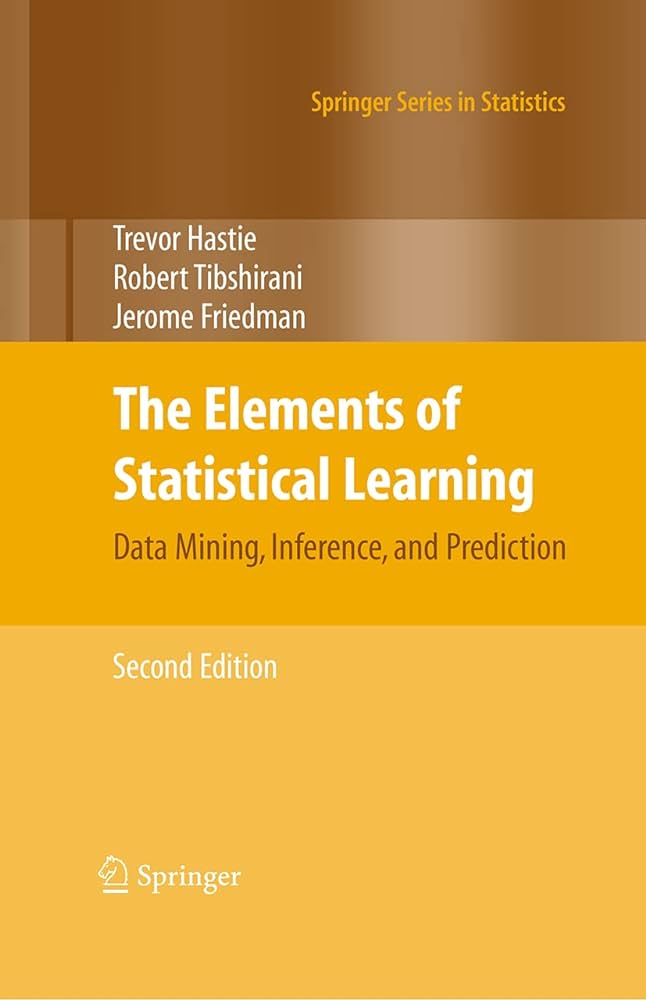 Springer Series in Statistics
Trevor Hastie
Robert Tibshirani
Jerome Friedman
The Elements of
Statistical Learning
Data Mining, Inference, and Prediction
Second Edition
Springer